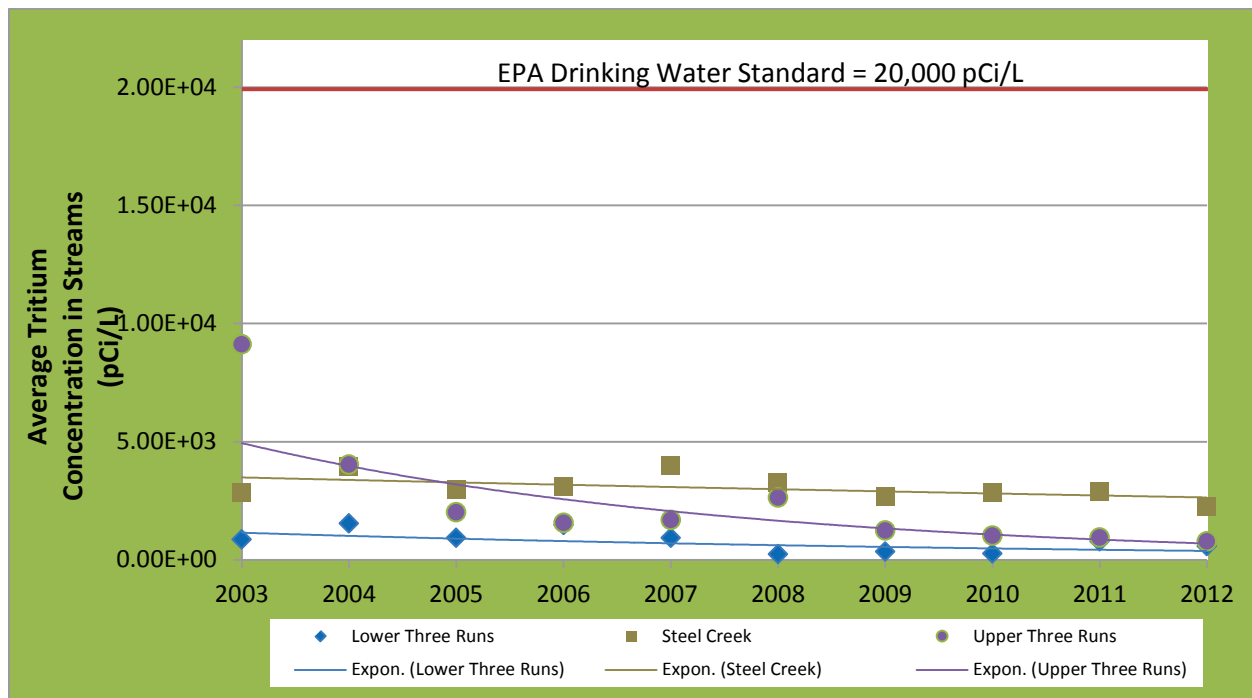 EPA Drinking Water Standard = 20,000 pCi/L
2.00E+04
1.50E+04
1.00E+04
5.00E+03
0.00E+00
Average Tritium
Concentration in Streams
(pCi/L)
2003 2004 2005 2006 2007 2008 2009 2010 2011 2012
Lower Three Runs Steel Creek Upper Three Runs
Expon. (Lower Three Runs) Expon. (Steel Creek) Expon. (Upper Three Runs)